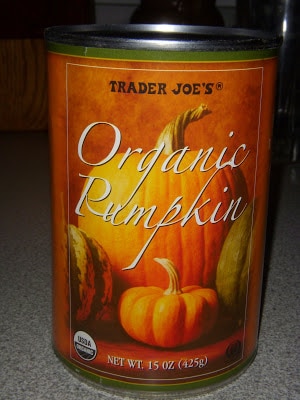 TRADER JOE'S®
Organic
Pumpkin
USDA
ORGANIC
NET WT. 15 OZ (425g)